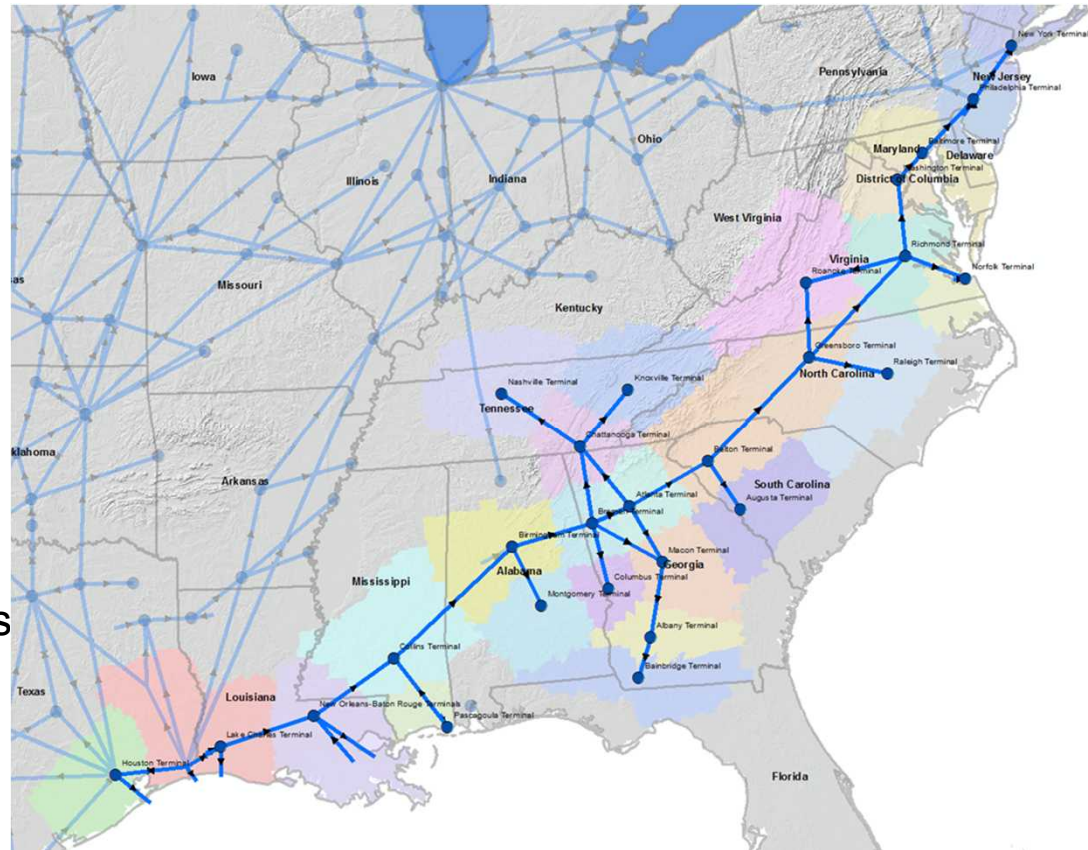 New York Terminal
Pennsylvania
Iowa
New Jersey
Philadelphia Terminal
Ohio
Maryland
Baltimore Terminal
Delaware
Washington Terminal
District of Columbia
Illinois
Indiana
West Virginia
Richmond Terminal
Virginia
Roanoke Terminal
Norfolk Terminal
as
Missouri
Kentucky
Greensboro Terminal
Raleigh Terminal
North Carolina
Nashville Terminal
Knoxville Terminal
Tennessee
Chattanooga Terminal
klahoma
Belton Terminal
Arkansas
South Carolina
Augusta Terminal
Atlanta Terminal
Bremen Terminal
Birmingham Terminal
Macon Terminal
Georgia
Alabama
Mississippi
Columbus Terminal
Montgomery Terminal
s
Albany Terminal
Collins Terminal
Bainbridge Terminal
Texas
Louisiana
New Orleans-Baton Rouge Terminals
Pascagoula Terminal
Lake Charles Terminal
Houston Terminal
Florida